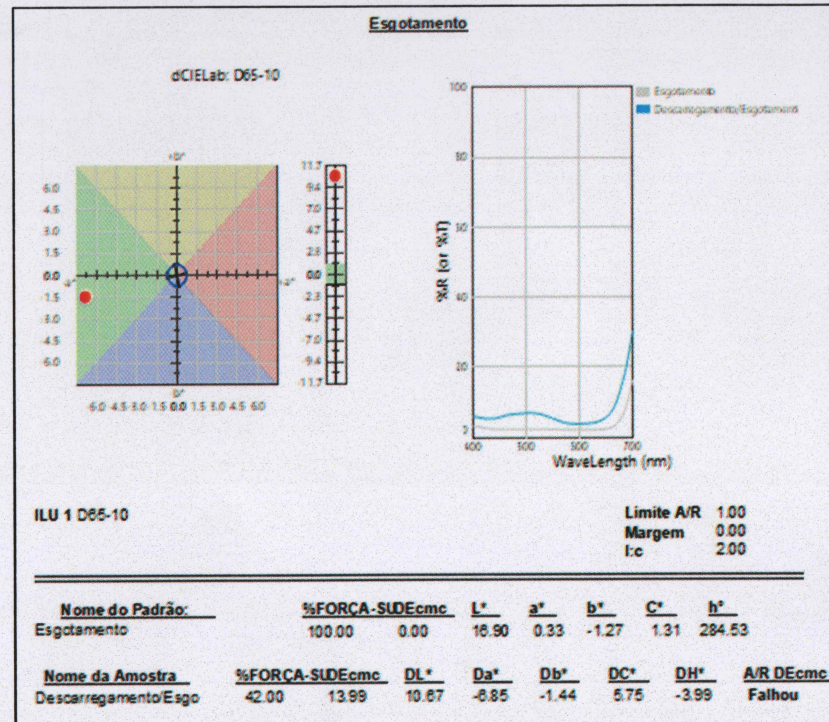 Esgotamento
dCIELab: D65-10
+b*
6.0
4.5
3.0
1.5
0.0
1.5
3.0
4.5
6.0
6.0 4.5 3.0 1.5 0.0 1.5 3.0 4.5 6.0
11.7
9.4
7.0
4.7
2.8
0.0
-2.3
-4.7
-7.0
-9.4
-11.7
100
80
60
40
20
0
%R (or %T)
400 500 600 700
WaveLength (nm)
Esgotamento
Descarregamento/Esgotament
ILU 1 D65-10
Limite A/R 1.00
Margem 0.00
l:c 2.00
Nome do Padrão: %FORÇA-SUDEcmc L* a* b* C* h°
Esgotamento 100.00 0.00 16.90 0.33 -1.27 1.31 284.53
Nome da Amostra %FORÇA-SUDEcmc DL* Da* Db* DC* DH* A/R DEcmc
Descarregamento/Esgo 42.00 13.99 10.67 -6.85 -1.44 5.75 -3.99 Falhou